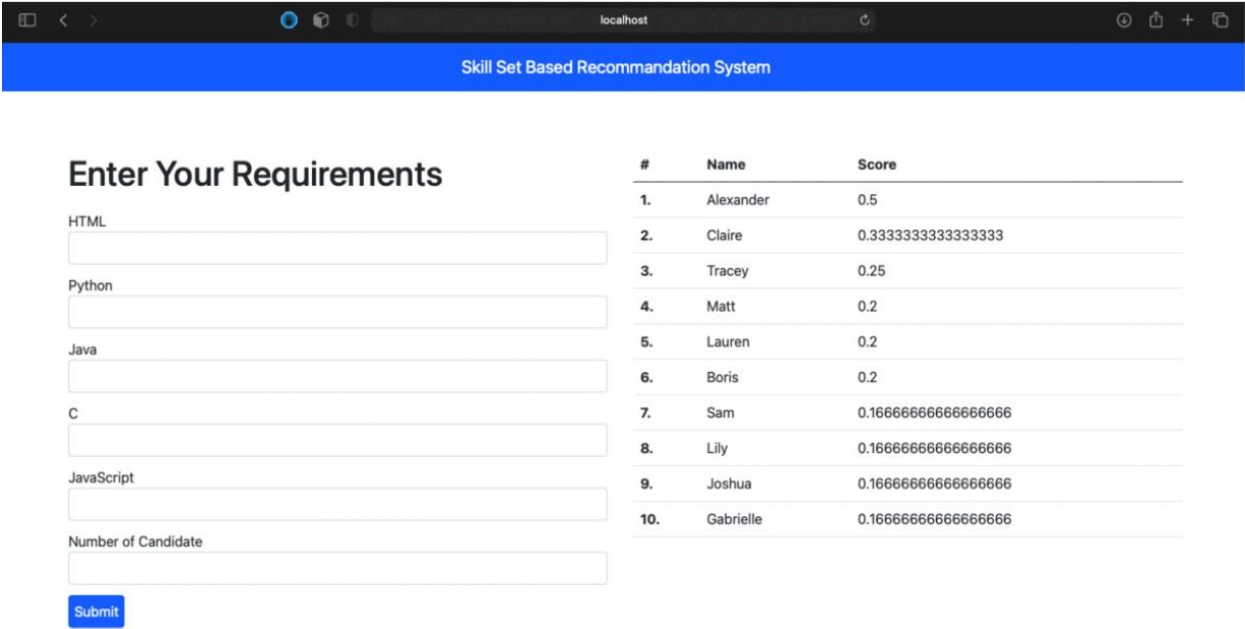 localhost
Skill Set Based Recommandation System
Enter Your Requirements
HTML
Python
Java
C
JavaScript
Number of Candidate
Submit
# Name Score
1. Alexander 0.5
2. Claire 0.3333333333333333
3. Tracey 0.25
4. Matt 0.2
5. Lauren 0.2
6. Boris 0.2
7. Sam 0.16666666666666666
8. Lily 0.16666666666666666
9. Joshua 0.16666666666666666
10. Gabrielle 0.16666666666666666